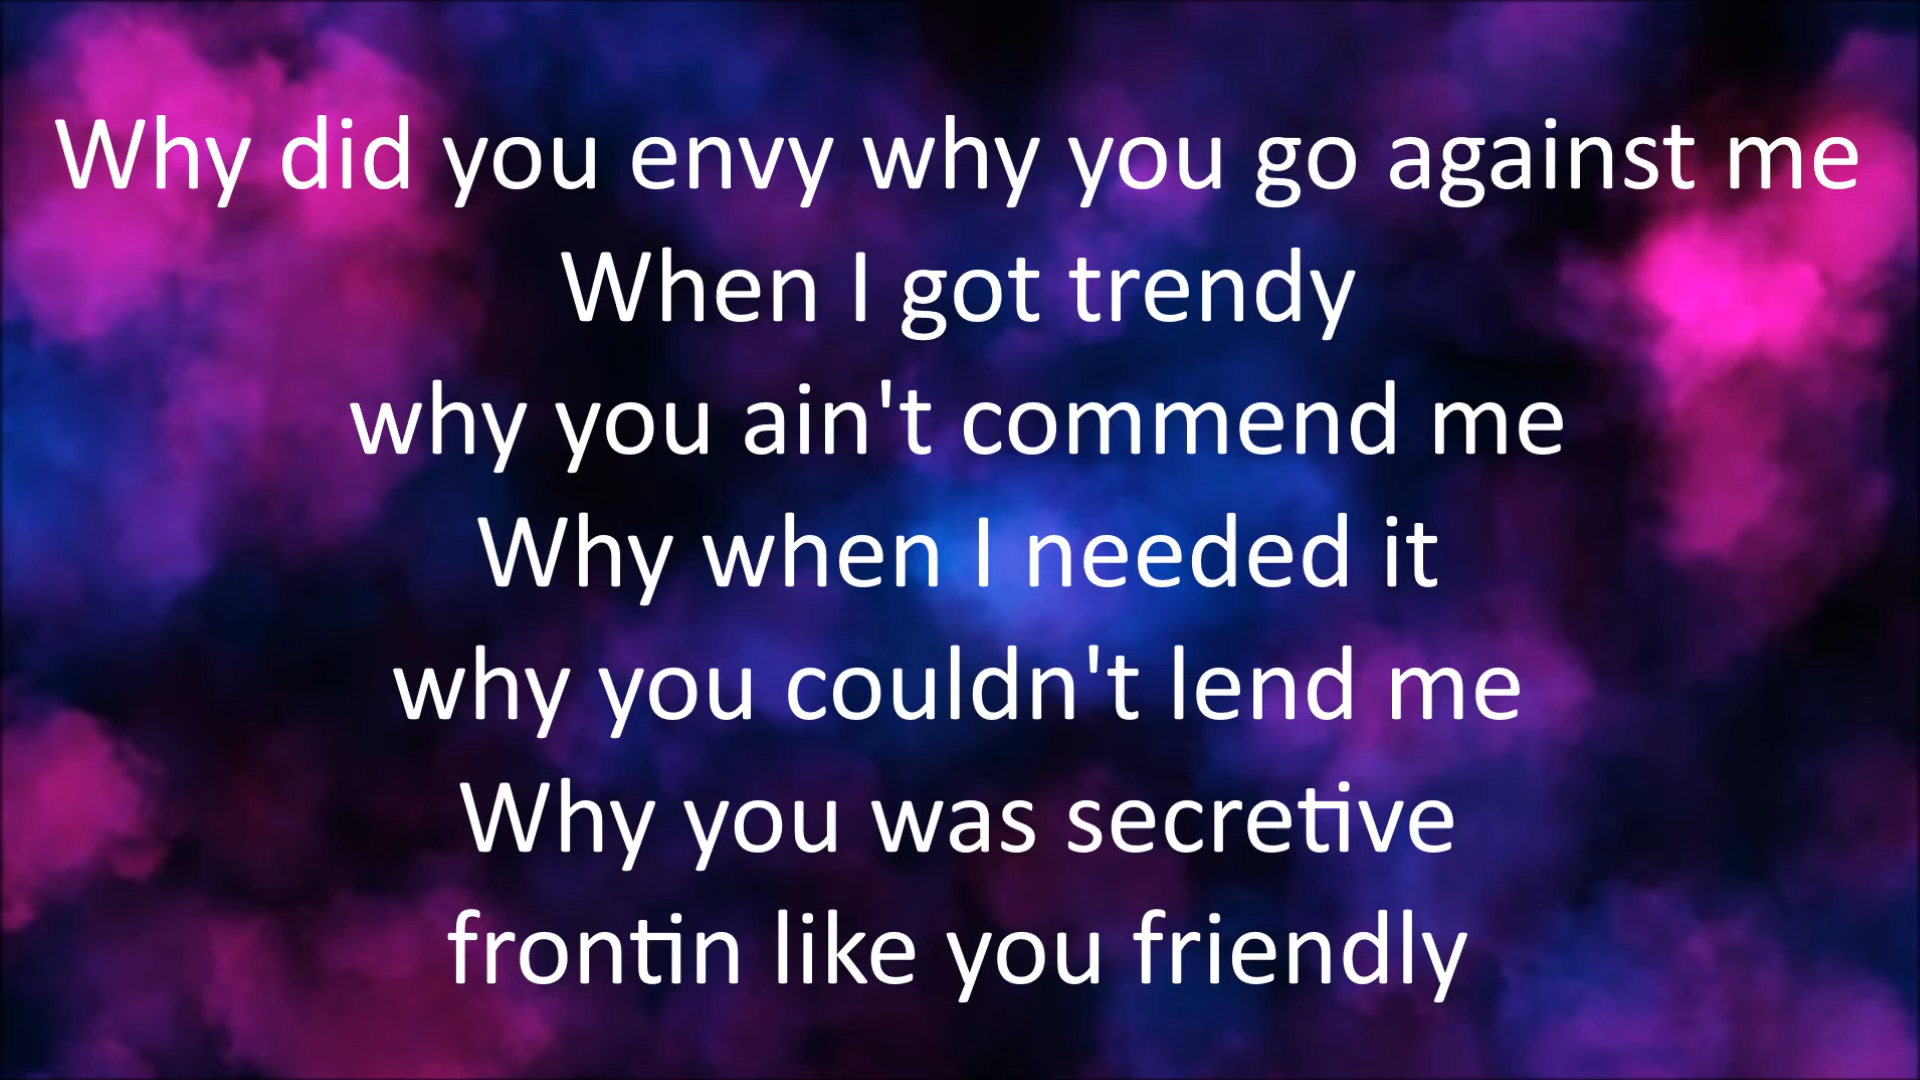 Why did you envy why you go against me
When I got trendy
why you ain't commend me
Why when I needed it
why you couldn't lend me
Why you was secretive
frontin like you friendly